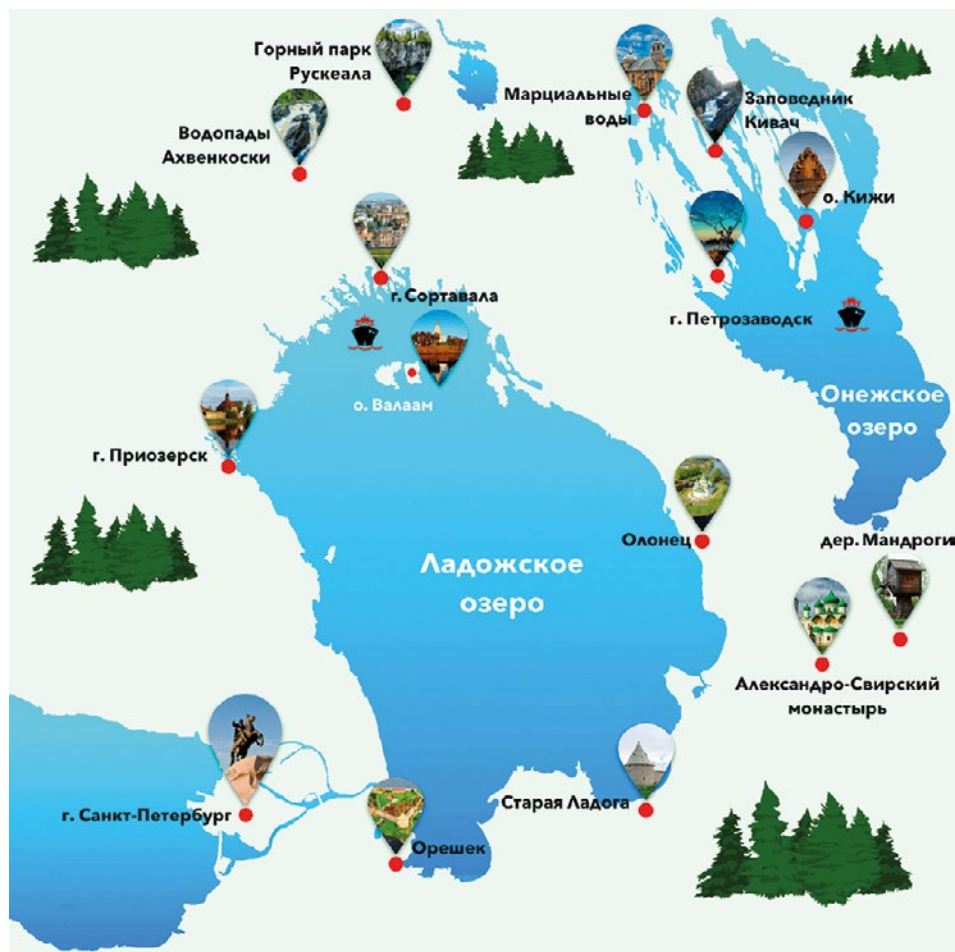 Горный парк
Рускеала
Марциальные
воды
Заповедник
Кивач
Водопады
Ахвенкоски
о. Кижи
г. Сортавала
г. Петрозаводск
о. Валаам
Онежское
озеро
г. Приозерск
Олонец
дер. Мандроги
Ладожское
озеро
Александро-Свирский
монастырь
Старая Ладога
г. Санкт-Петербург
Орешек